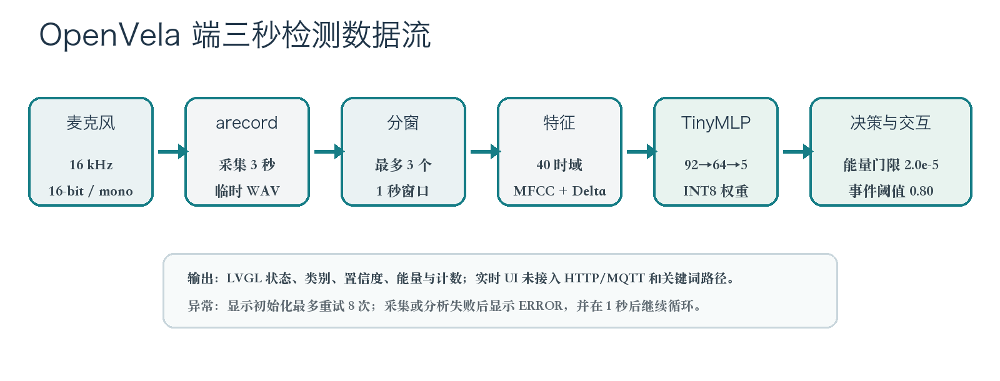 OpenVela 端三秒检测数据流
麦克风
16 kHz
16-bit / mono
arecord
采集 3 秒
临时 WAV
分窗
最多 3 个
1 秒窗口
特征
40 时域
MFCC + Delta
TinyMLP
92→64→5
INT8 权重
决策与交互
能量门限 2.0e-5
事件阈值 0.80
输出：LVGL 状态、类别、置信度、能量与计数；实时 UI 未接入 HTTP/MQTT 和关键词路径。
异常：显示初始化最多重试 8 次；采集或分析失败后显示 ERROR，并在 1 秒后继续循环。